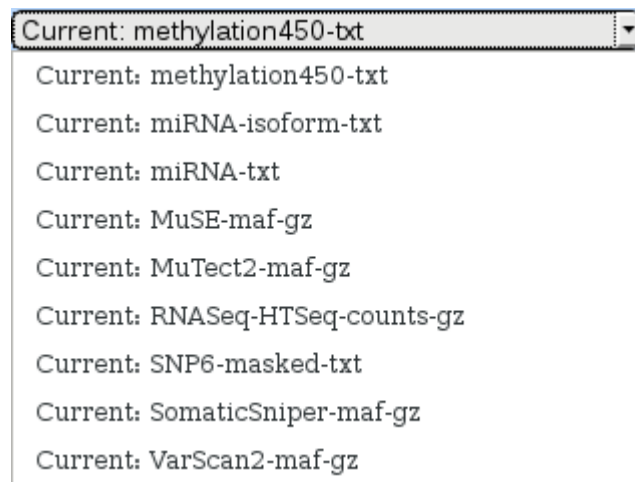 Current: methylation450-txt
Current: methylation450-txt
Current: miRNA-isoform-txt
Current: miRNA-txt
Current: MuSE-maf-gz
Current: MuTect2-maf-gz
Current: RNASeq-HTSeq-counts-gz
Current: SNP6-masked-txt
Current: SomaticSniper-maf-gz
Current: VarScan2-maf-gz